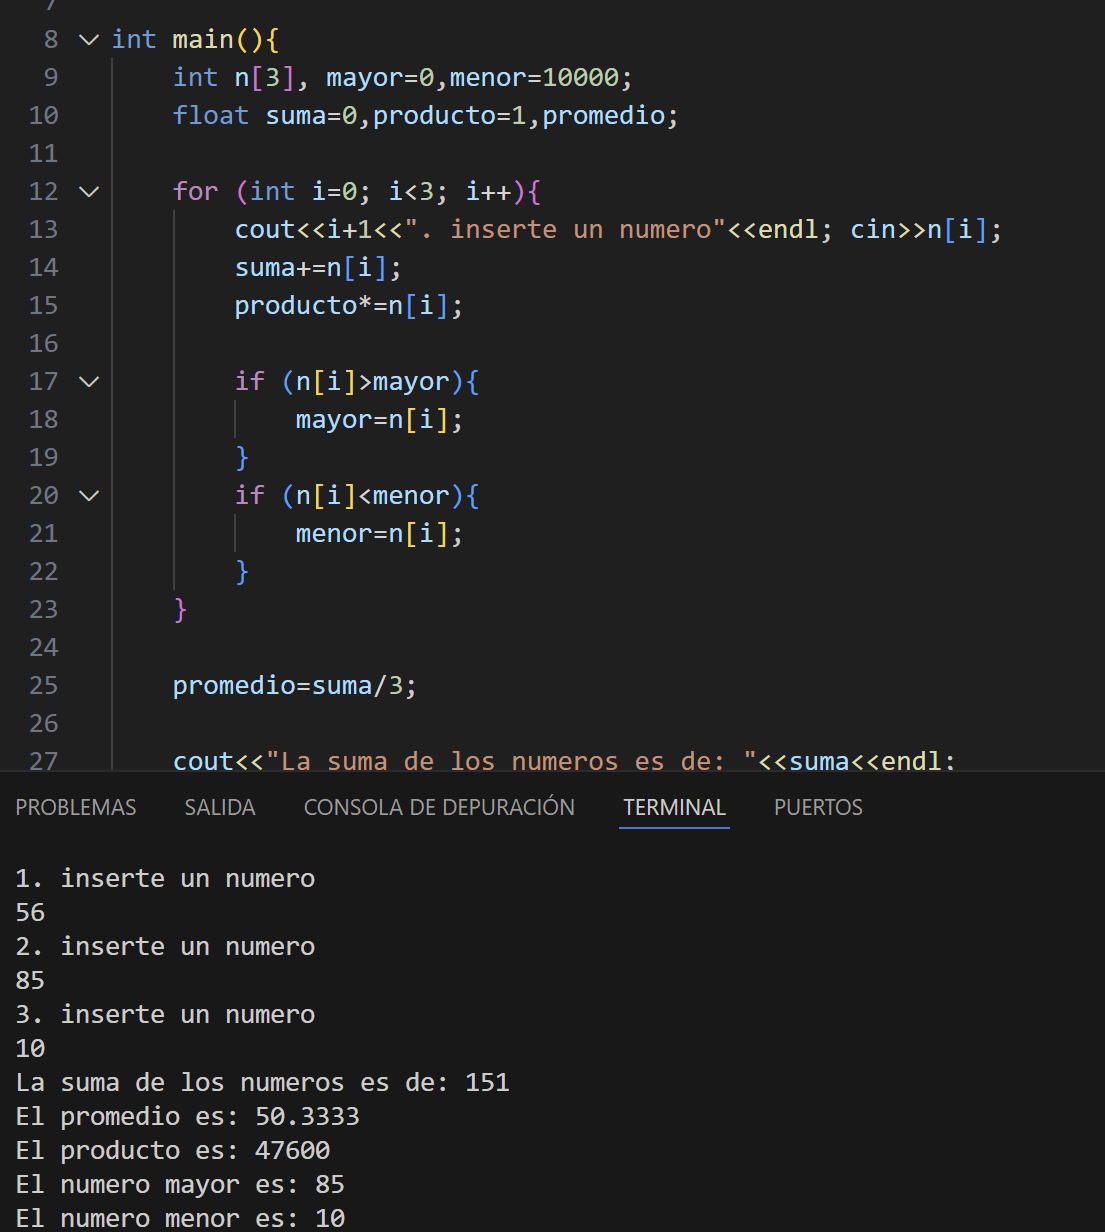 7
8 int main(){
9 int n[3], mayor=0,menor=10000;
10 float suma=0,producto=1,promedio;
11
12 for (int i=0; i<3; i++){
13 cout<<i+1<<". inserte un numero"<<endl; cin>>n[i];
14 suma+=n[i];
15 producto*=n[i];
16
17 if (n[i]>mayor){
18 mayor=n[i];
19 }
20 if (n[i]<menor){
21 menor=n[i];
22 }
23 }
24
25 promedio=suma/3;
26
27 cout<<"La suma de los numeros es de: "<<suma<<endl;
PROBLEMAS SALIDA CONSOLA DE DEPURACIÓN TERMINAL PUERTOS
1. inserte un numero
56
2. inserte un numero
85
3. inserte un numero
10
La suma de los numeros es de: 151
El promedio es: 50.3333
El producto es: 47600
El numero mayor es: 85
El numero menor es: 10